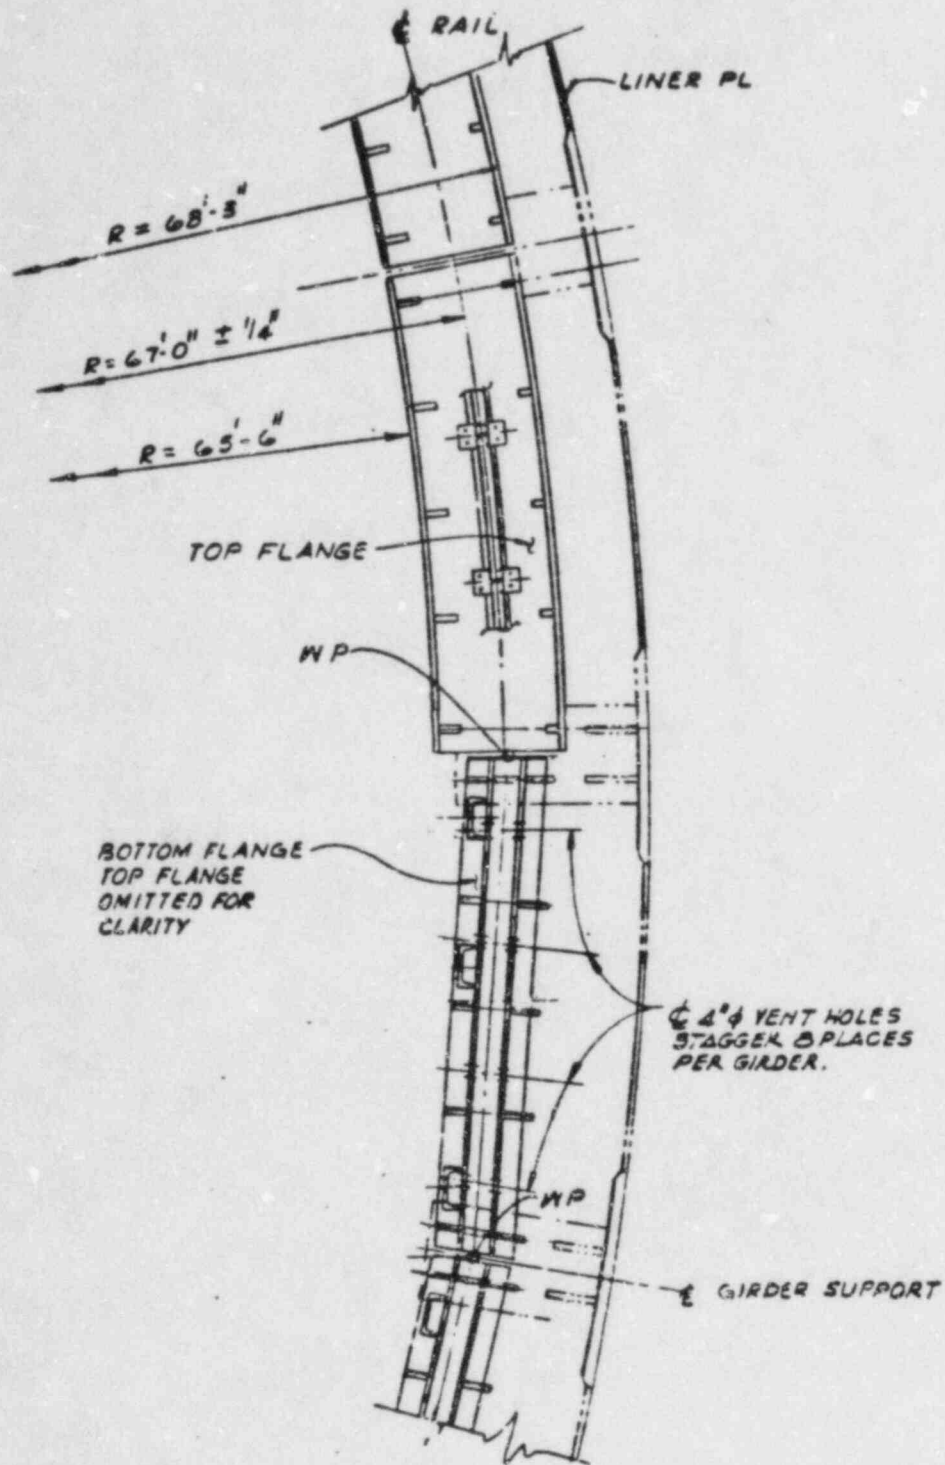 ℄ RAIL
LINER PL
R = 68'-3"
R = 67'-0" ± 1/4"
R = 65'-6"
TOP FLANGE
WP
BOTTOM FLANGE
TOP FLANGE
OMITTED FOR
CLARITY
℄ 4"φ VENT HOLES
STAGGER 8 PLACES
PER GIRDER.
WP
℄ GIRDER SUPPORT